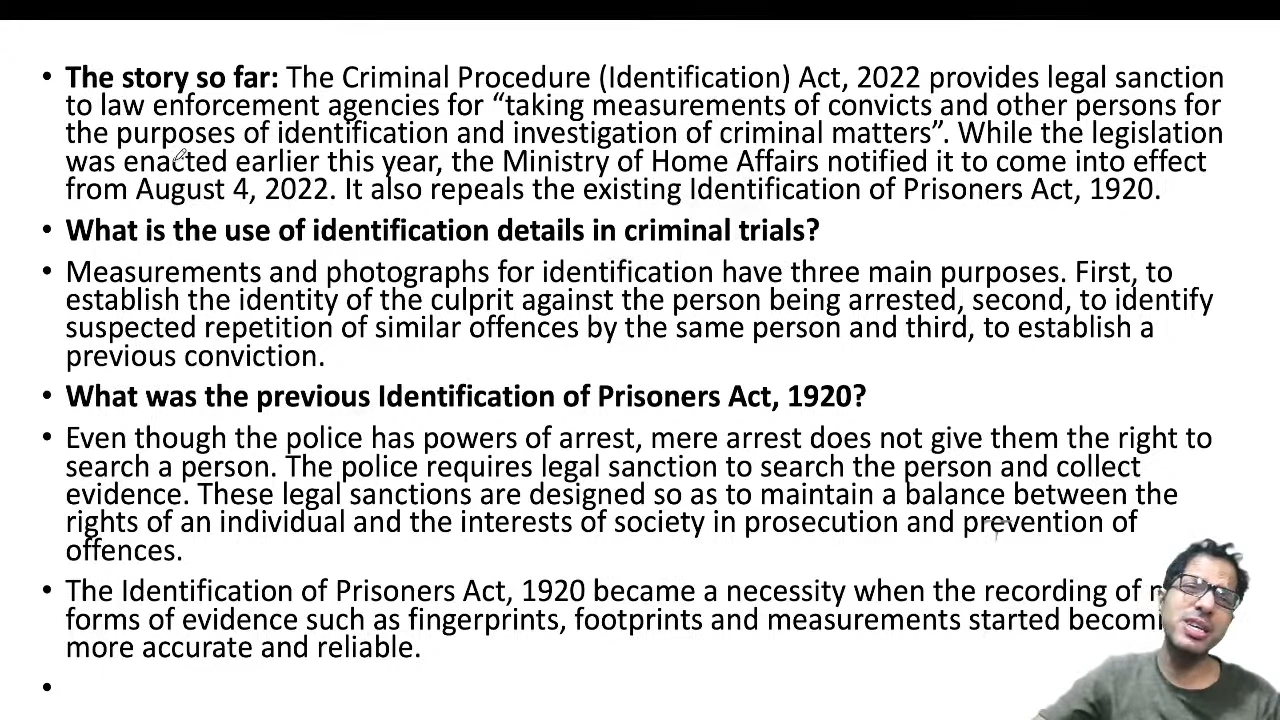 • The story so far: The Criminal Procedure (Identification) Act, 2022 provides legal sanction
to law enforcement agencies for “taking measurements of convicts and other persons for
the purposes of identification and investigation of criminal matters”. While the legislation
was enacted earlier this year, the Ministry of Home Affairs notified it to come into effect
from August 4, 2022. It also repeals the existing Identification of Prisoners Act, 1920.
• What is the use of identification details in criminal trials?
• Measurements and photographs for identification have three main purposes. First, to
establish the identity of the culprit against the person being arrested, second, to identify
suspected repetition of similar offences by the same person and third, to establish a
previous conviction.
• What was the previous Identification of Prisoners Act, 1920?
• Even though the police has powers of arrest, mere arrest does not give them the right to
search a person. The police requires legal sanction to search the person and collect
evidence. These legal sanctions are designed so as to maintain a balance between the
rights of an individual and the interests of society in prosecution and prevention of
offences.
• The Identification of Prisoners Act, 1920 became a necessity when the recording of
forms of evidence such as fingerprints, footprints and measurements started
more accurate and reliable.
•